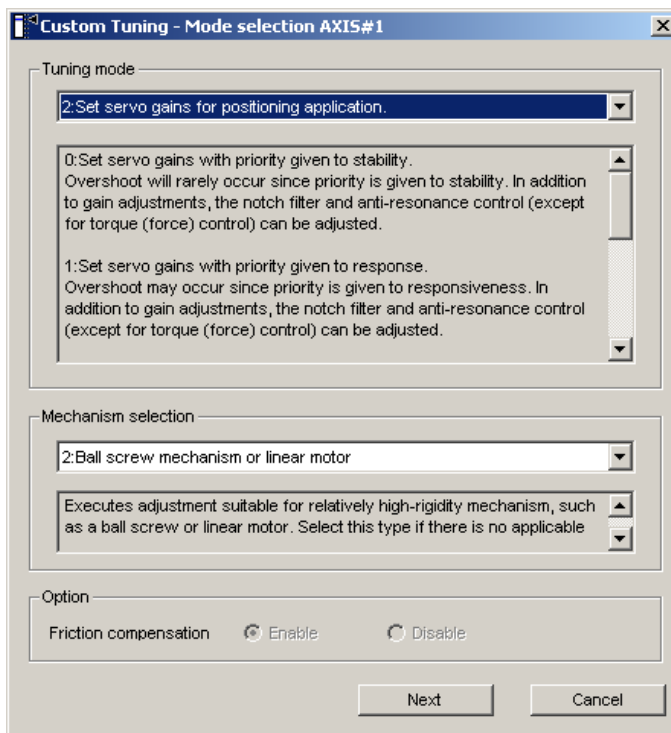 Custom Tuning - Mode selection AXIS#1
Tuning mode
2:Set servo gains for positioning application.
0:Set servo gains with priority given to stability.
Overshoot will rarely occur since priority is given to stability. In addition
to gain adjustments, the notch filter and anti-resonance control (except
for torque (force) control) can be adjusted.
1:Set servo gains with priority given to response.
Overshoot may occur since priority is given to responsiveness. In
addition to gain adjustments, the notch filter and anti-resonance control
(except for torque (force) control) can be adjusted.
Mechanism selection
2:Ball screw mechanism or linear motor
Executes adjustment suitable for relatively high-rigidity mechanism, such
as a ball screw or linear motor. Select this type if there is no applicable
Option
Friction compensation Enable Disable
Next Cancel